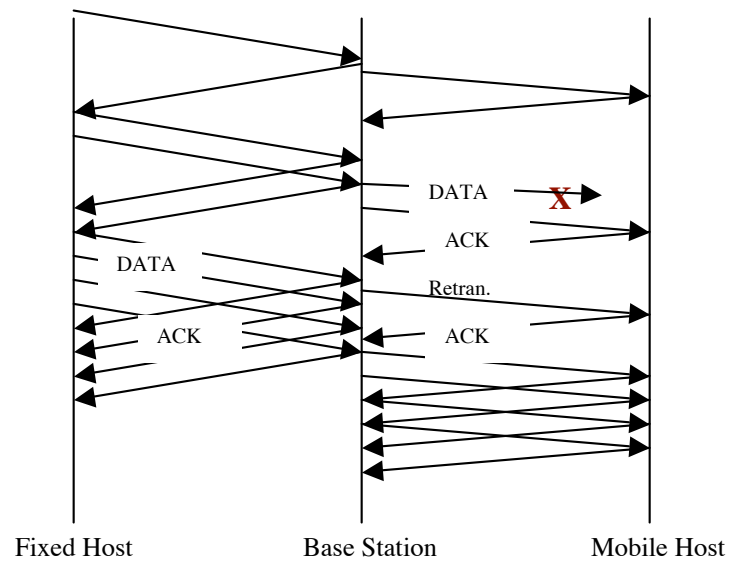 DATA
X
ACK
DATA
Retran.
ACK
ACK
Fixed Host
Base Station
Mobile Host